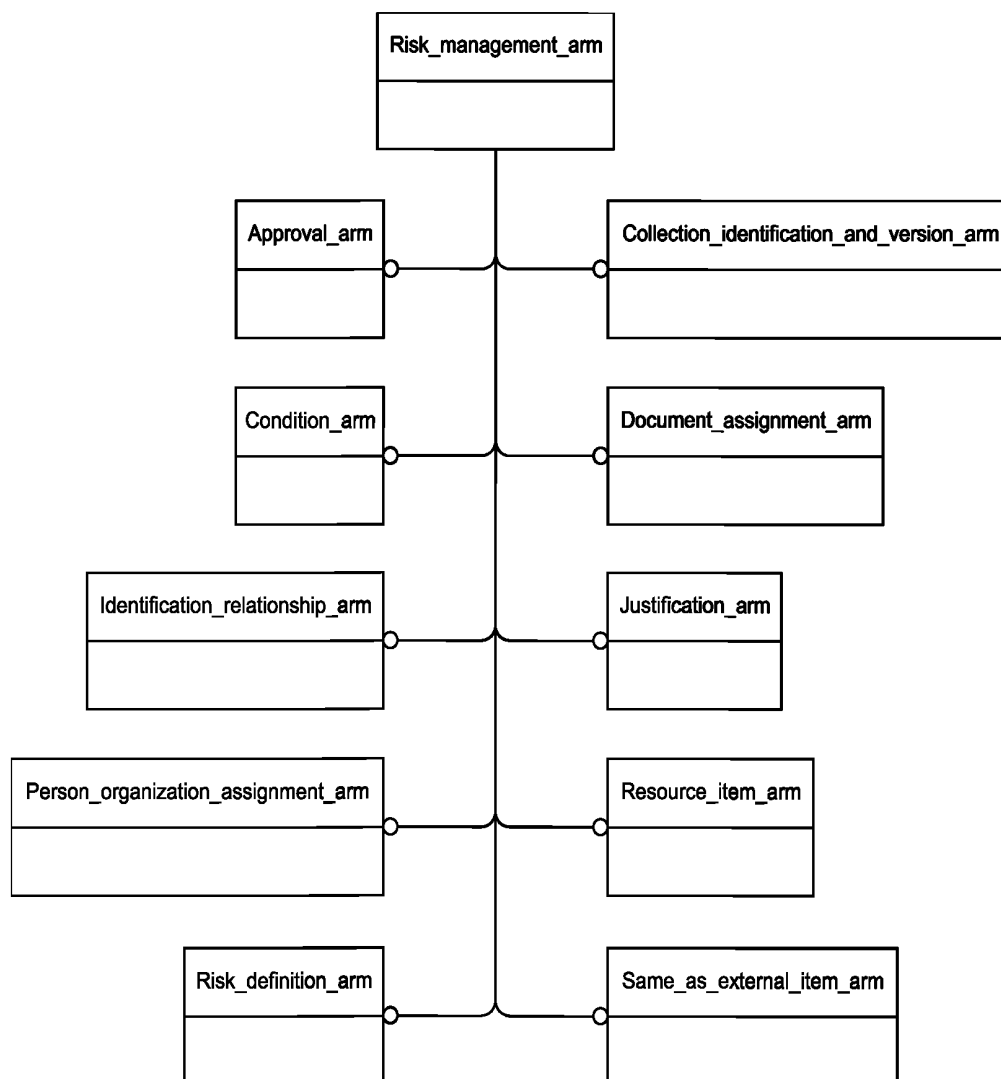 Risk_management_arm
Approval_arm
Collection_identification_and_version_arm
Condition_arm
Document_assignment_arm
Identification_relationship_arm
Justification_arm
Person_organization_assignment_arm
Resource_item_arm
Risk_definition_arm
Same_as_external_item_arm